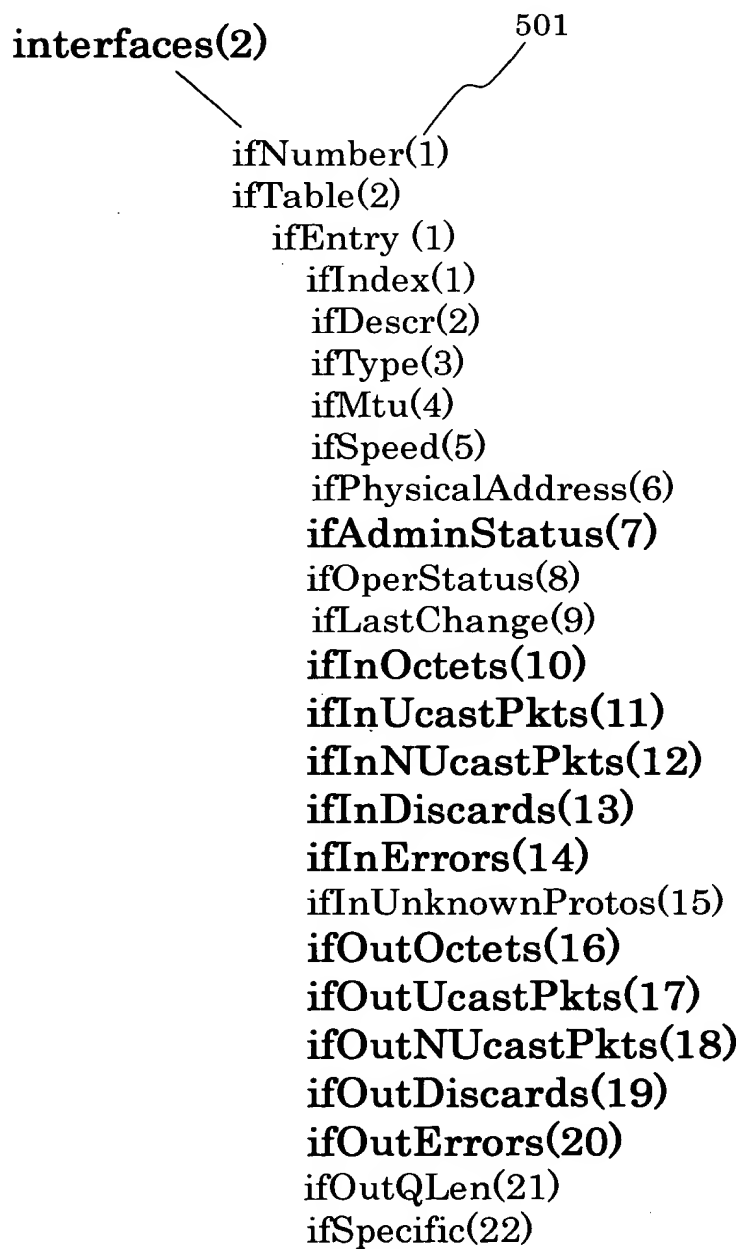 interfaces(2)
501
ifNumber(1)
ifTable(2)
ifEntry (1)
ifIndex(1)
ifDescr(2)
ifType(3)
ifMtu(4)
ifSpeed(5)
ifPhysicalAddress(6)
ifAdminStatus(7)
ifOperStatus(8)
ifLastChange(9)
ifInOctets(10)
ifInUcastPkts(11)
ifInNUcastPkts(12)
ifInDiscards(13)
ifInErrors(14)
ifInUnknownProtos(15)
ifOutOctets(16)
ifOutUcastPkts(17)
ifOutNUcastPkts(18)
ifOutDiscards(19)
ifOutErrors(20)
ifOutQLen(21)
ifSpecific(22)